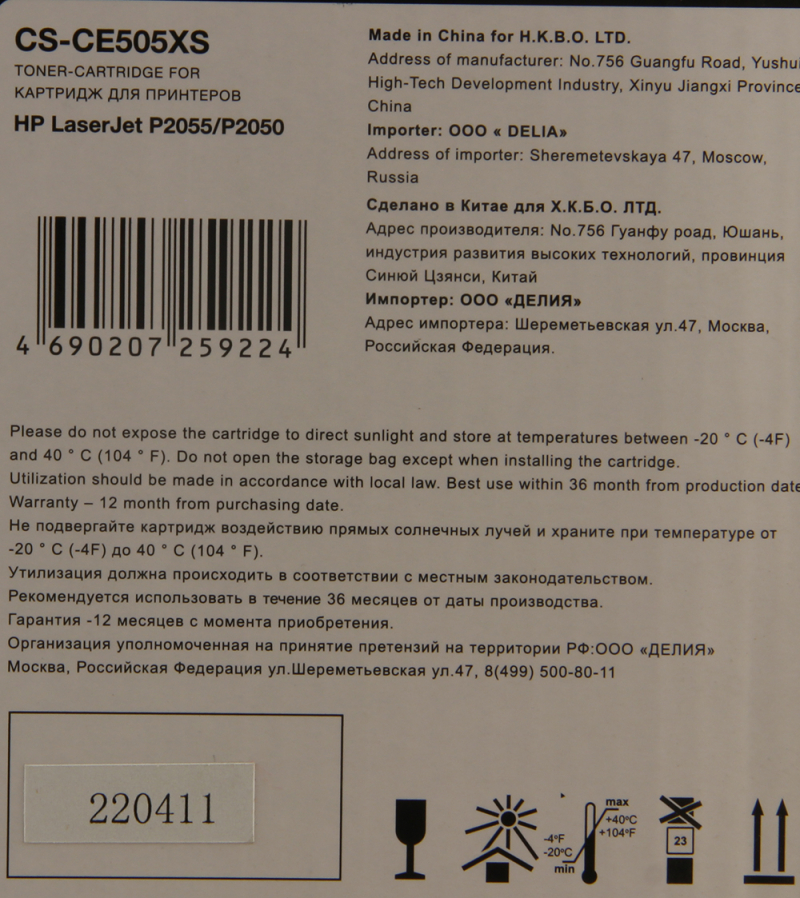 CS-CE505XS
TONER-CARTRIDGE FOR
КАРТРИДЖ ДЛЯ ПРИНТЕРОВ
HP LaserJet P2055/P2050
4 690207 259224
Made in China for H.K.B.O. LTD.
Address of manufacturer: No.756 Guangfu Road, Yushui
High-Tech Development Industry, Xinyu Jiangxi Province
China
Importer: OOO « DELIA»
Address of importer: Sheremetevskaya 47, Moscow,
Russia
Сделано в Китае для Х.К.Б.О. ЛТД.
Адрес производителя: No.756 Гуанфу роад, Юшань,
индустрия развития высоких технологий, провинция
Синюй Цзянси, Китай
Импортер: ООО «ДЕЛИЯ»
Адрес импортера: Шереметьевская ул.47, Москва,
Российская Федерация.
Please do not expose the cartridge to direct sunlight and store at temperatures between -20 ° C (-4F)
and 40 ° C (104 ° F). Do not open the storage bag except when installing the cartridge.
Utilization should be made in accordance with local law. Best use within 36 month from production date
Warranty – 12 month from purchasing date.
Не подвергайте картридж воздействию прямых солнечных лучей и храните при температуре от
-20 ° C (-4F) до 40 ° C (104 ° F).
Утилизация должна происходить в соответствии с местным законодательством.
Рекомендуется использовать в течение 36 месяцев от даты производства.
Гарантия -12 месяцев с момента приобретения.
Организация уполномоченная на принятие претензий на территории РФ:ООО «ДЕЛИЯ»
Москва, Российская Федерация ул.Шереметьевская ул.47, 8(499) 500-80-11
220411
max
+40°C
+104°F
-4°F
-20°C
min
23